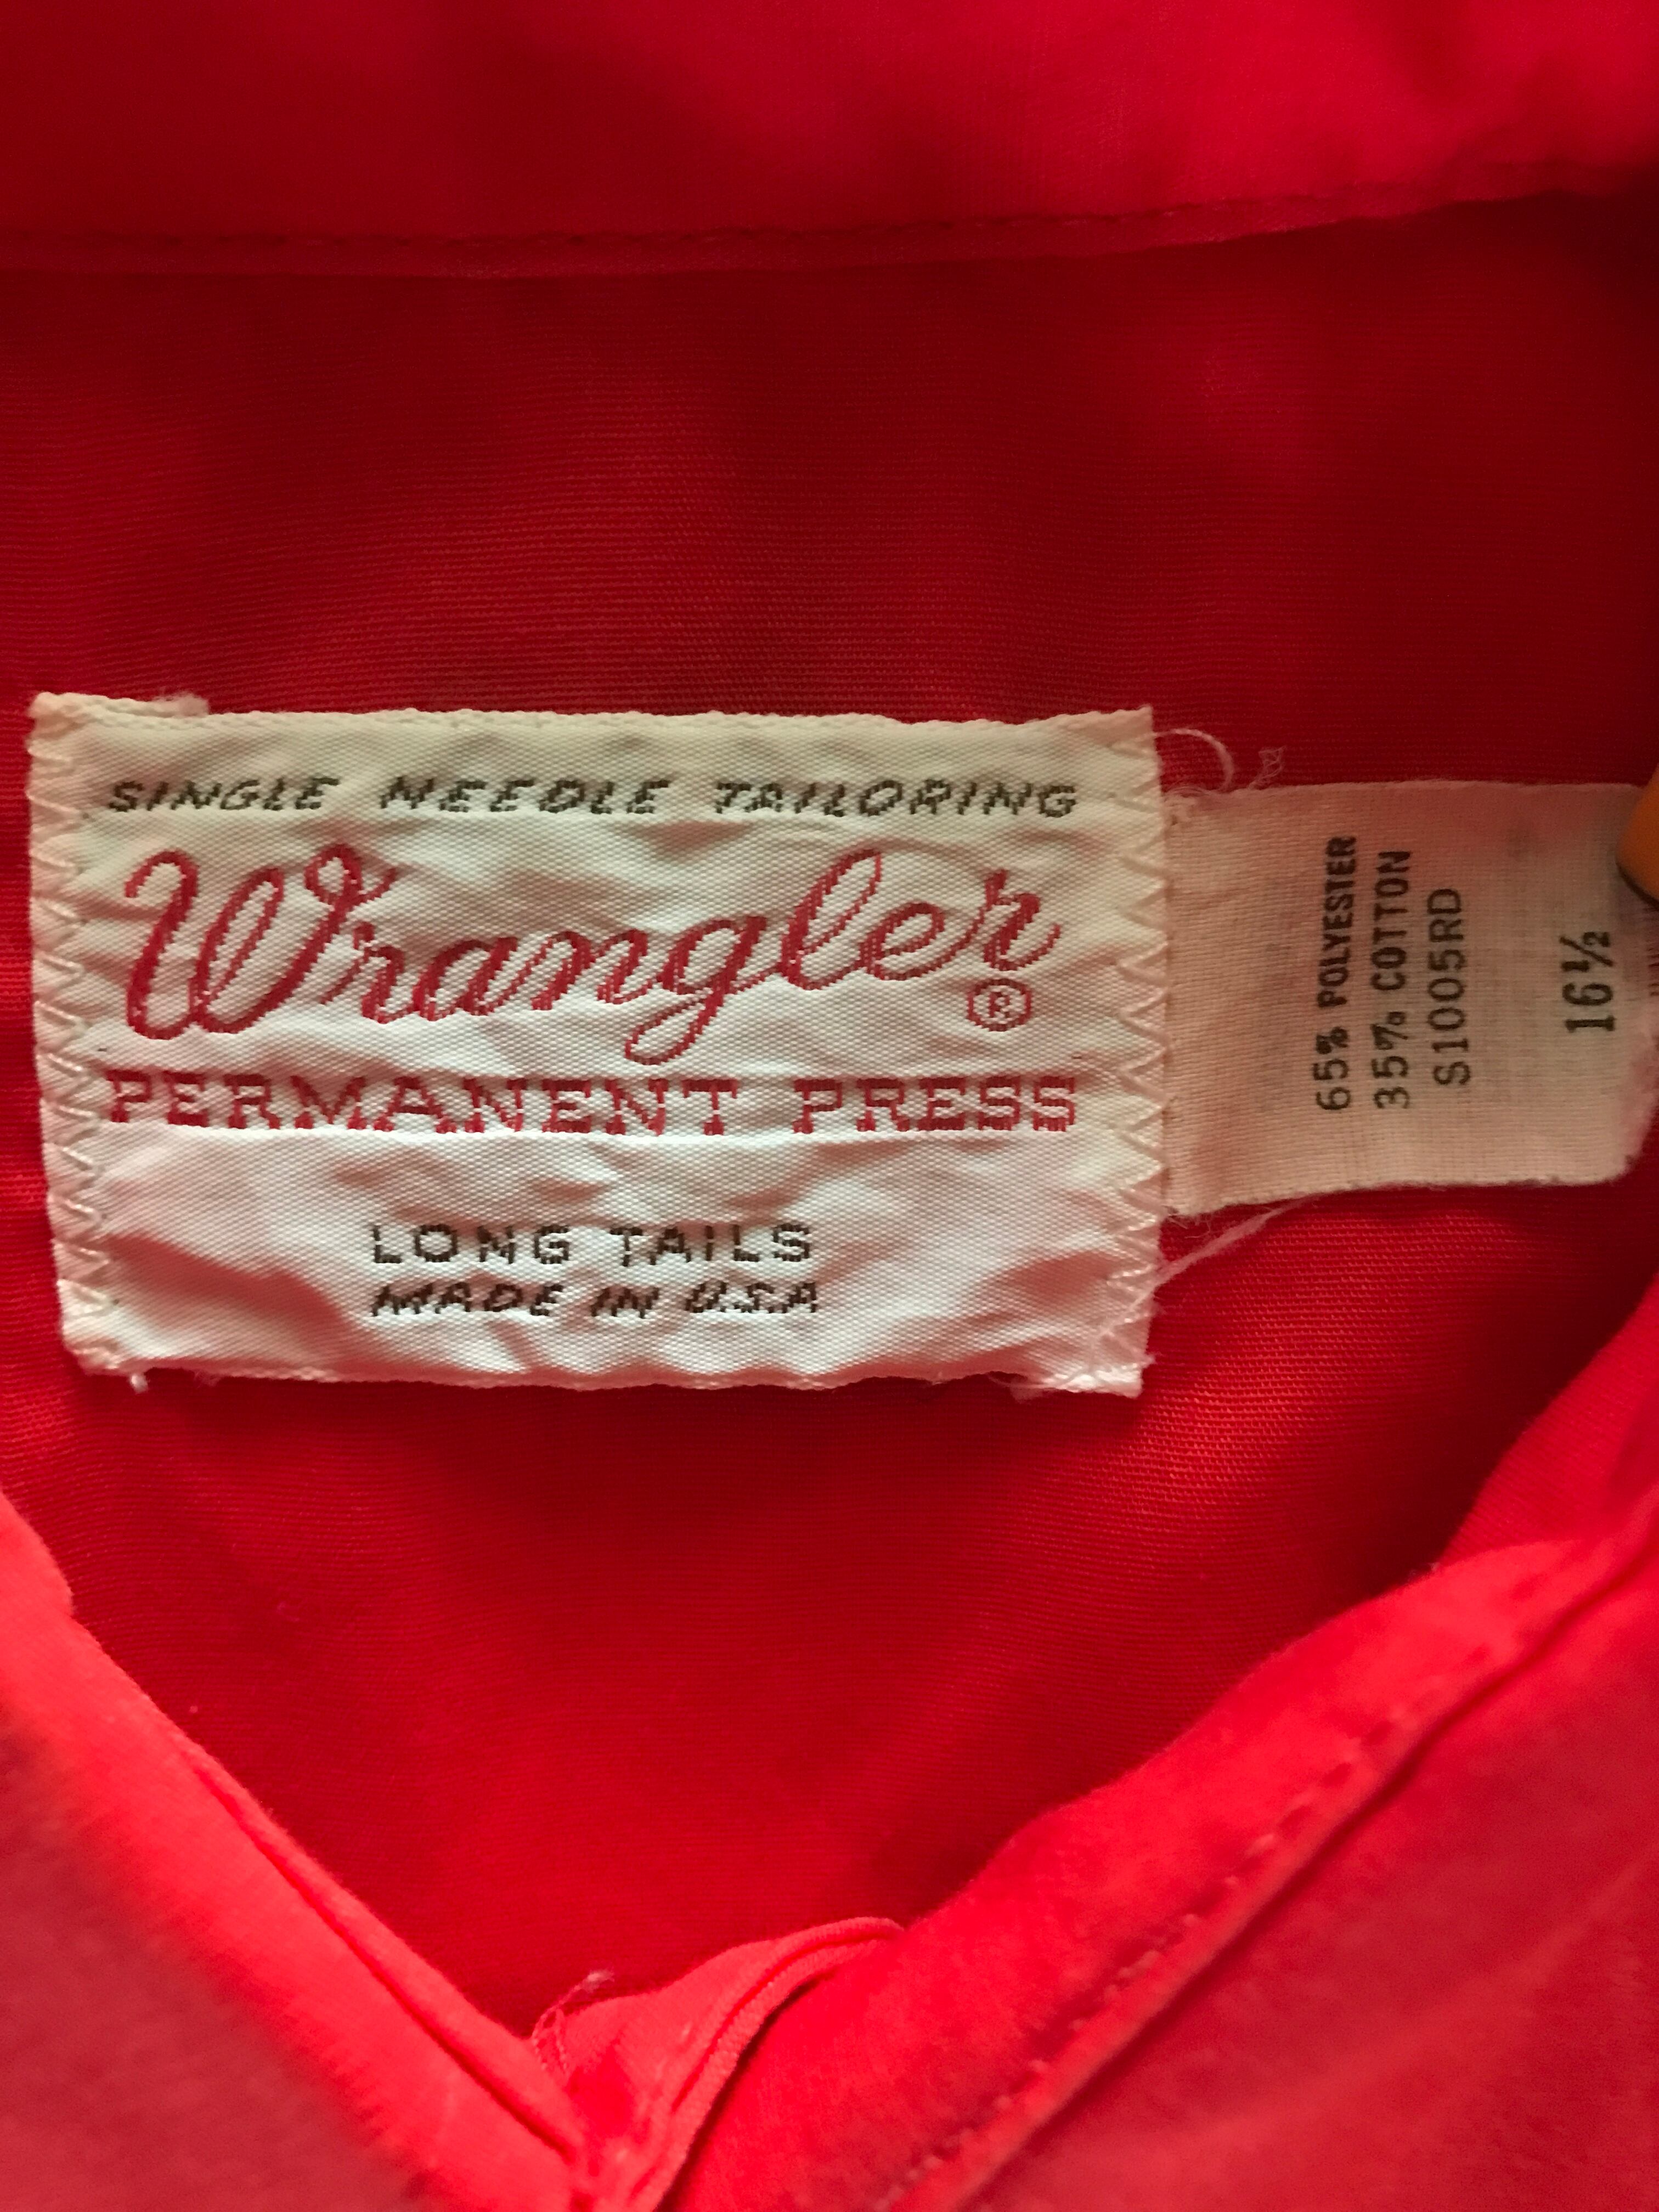 SINGLE NEEDLE TAILORING
Wrangler®
PERMANENT PRESS
LONG TAILS
MADE IN U.S.A
65% POLYESTER
35% COTTON
S1005RD
16½